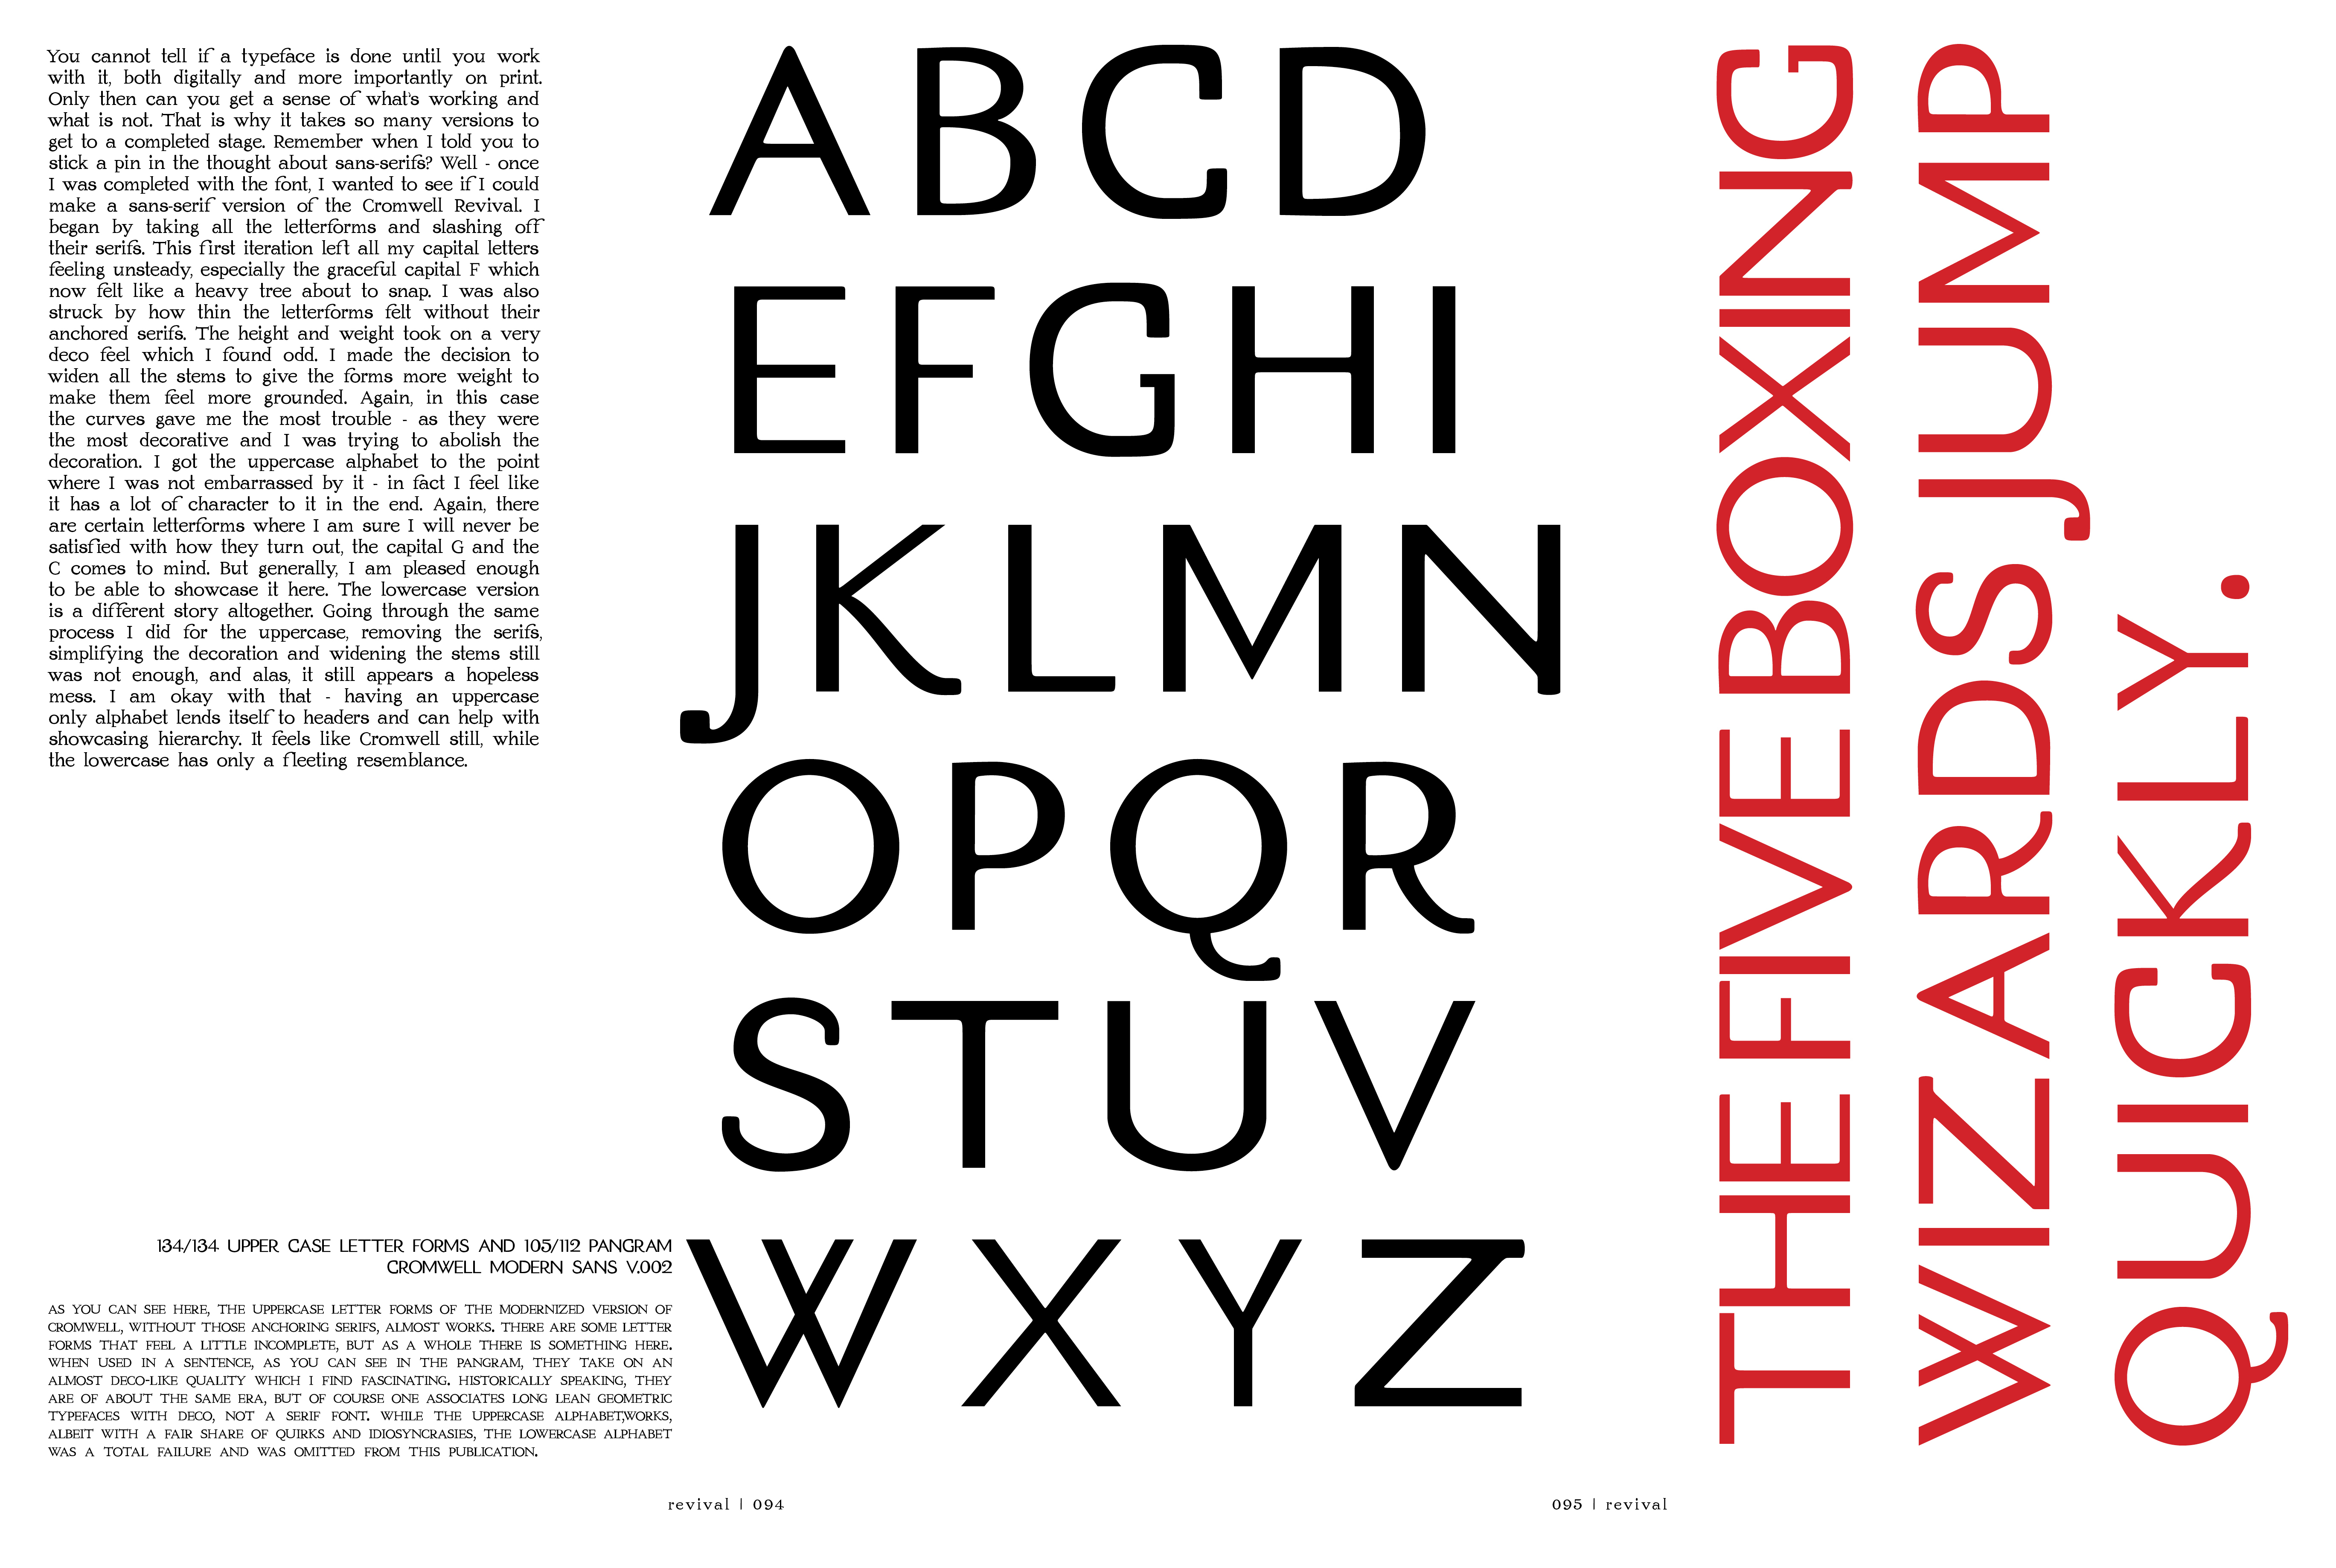 You cannot tell if a typeface is done until you work
with it, both digitally and more importantly on print.
Only then can you get a sense of what's working and
what is not. That is why it takes so many versions to
get to a completed stage. Remember when I told you to
stick a pin in the thought about sans-serifs? Well - once
I was completed with the font, I wanted to see if I could
make a sans-serif version of the Cromwell Revival. I
began by taking all the letterforms and slashing off
their serifs. This first iteration left all my capital letters
feeling unsteady, especially the graceful capital F which
now felt like a heavy tree about to snap. I was also
struck by how thin the letterforms felt without their
anchored serifs. The height and weight took on a very
deco feel which I found odd. I made the decision to
widen all the stems to give the forms more weight to
make them feel more grounded. Again, in this case
the curves gave me the most trouble - as they were
the most decorative and I was trying to abolish the
decoration. I got the uppercase alphabet to the point
where I was not embarrassed by it - in fact I feel like
it has a lot of character to it in the end. Again, there
are certain letterforms where I am sure I will never be
satisfied with how they turn out, the capital G and the
C comes to mind. But generally, I am pleased enough
to be able to showcase it here. The lowercase version
is a different story altogether. Going through the same
process I did for the uppercase, removing the serifs,
simplifying the decoration and widening the stems still
was not enough, and alas, it still appears a hopeless
mess. I am okay with that - having an uppercase
only alphabet lends itself to headers and can help with
showcasing hierarchy. It feels like Cromwell still, while
the lowercase has only a fleeting resemblance.
134/134 UPPER CASE LETTER FORMS AND 105/112 PANGRAM
CROMWELL MODERN SANS V.002
AS YOU CAN SEE HERE, THE UPPERCASE LETTER FORMS OF THE MODERNIZED VERSION OF
CROMWELL, WITHOUT THOSE ANCHORING SERIFS, ALMOST WORKS. THERE ARE SOME LETTER
FORMS THAT FEEL A LITTLE INCOMPLETE, BUT AS A WHOLE THERE IS SOMETHING HERE.
WHEN USED IN A SENTENCE, AS YOU CAN SEE IN THE PANGRAM, THEY TAKE ON AN
ALMOST DECO-LIKE QUALITY WHICH I FIND FASCINATING. HISTORICALLY SPEAKING, THEY
ARE OF ABOUT THE SAME ERA, BUT OF COURSE ONE ASSOCIATES LONG LEAN GEOMETRIC
TYPEFACES WITH DECO, NOT A SERIF FONT. WHILE THE UPPERCASE ALPHABET,WORKS,
ALBEIT WITH A FAIR SHARE OF QUIRKS AND IDIOSYNCRASIES, THE LOWERCASE ALPHABET
WAS A TOTAL FAILURE AND WAS OMITTED FROM THIS PUBLICATION.
A B C D
E F G H I
J K L M N
O P Q R
S T U V
W X Y Z
THE FIVE BOXING
WIZARDS JUMP
QUICKLY.
revival | 094
095 | revival